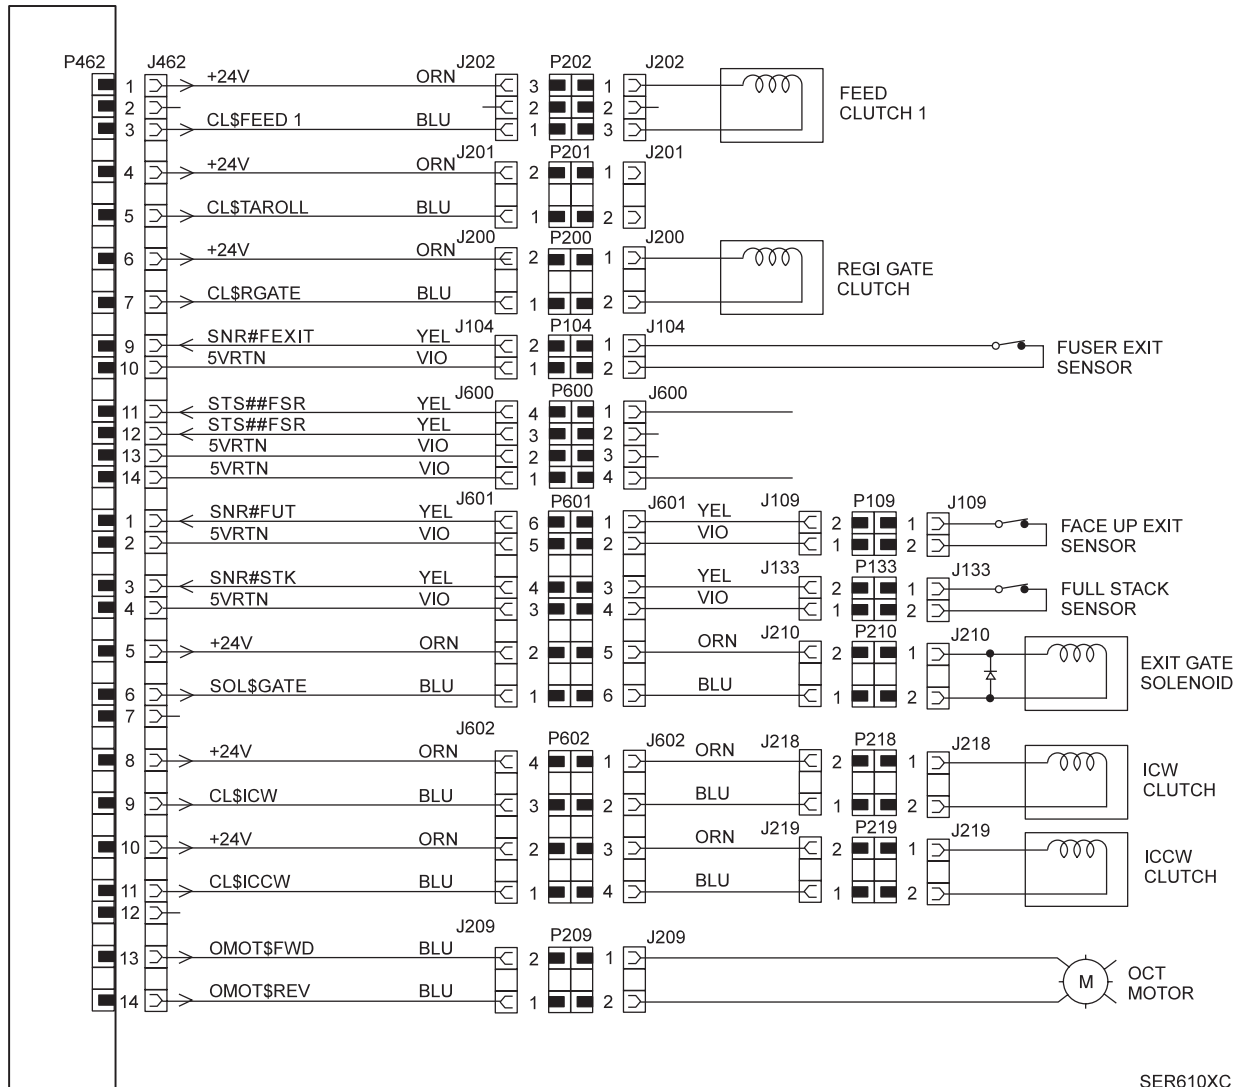 P462 J462 J202 P202 J202
1 +24V ORN 3 1 FEED
2 2 2 CLUTCH 1
3 CL$FEED 1 BLU 1 3
J201 P201 J201
4 +24V ORN 2 1
5 CL$TAROLL BLU 1 2
J200 P200 J200
6 +24V ORN 2 1 REGI GATE
CLUTCH
7 CL$RGATE BLU 1 2
J104 P104 J104
9 SNR#FEXIT YEL 2 1 FUSER EXIT
10 5VRTN VIO 1 2 SENSOR
J600 P600 J600
11 STS##FSR YEL 4 1
12 STS##FSR YEL 3 2
13 5VRTN VIO 2 3
14 5VRTN VIO 1 4
J601 P601 J601 J109 P109 J109
1 SNR#FUT YEL 6 1 YEL 2 1 FACE UP EXIT
2 5VRTN VIO 5 2 VIO 1 2 SENSOR
J133 P133 J133
3 SNR#STK YEL 4 3 YEL 2 1 FULL STACK
4 5VRTN VIO 3 4 VIO 1 2 SENSOR
J210 P210 J210
5 +24V ORN 2 5 ORN 2 1 EXIT GATE
SOLENOID
6 SOL$GATE BLU 1 6 BLU 1 2
7
J602 P602 J602 J218 P218 J218
8 +24V ORN 4 1 ORN 2 1 ICW
CLUTCH
9 CL$ICW BLU 3 2 BLU 1 2
J219 P219 J219
10 +24V ORN 2 3 ORN 2 1 ICCW
CLUTCH
11 CL$ICCW BLU 1 4 BLU 1 2
12
J209 P209 J209
13 OMOT$FWD BLU 2 1 OCT
M MOTOR
14 OMOT$REV BLU 1 2
SER610XC